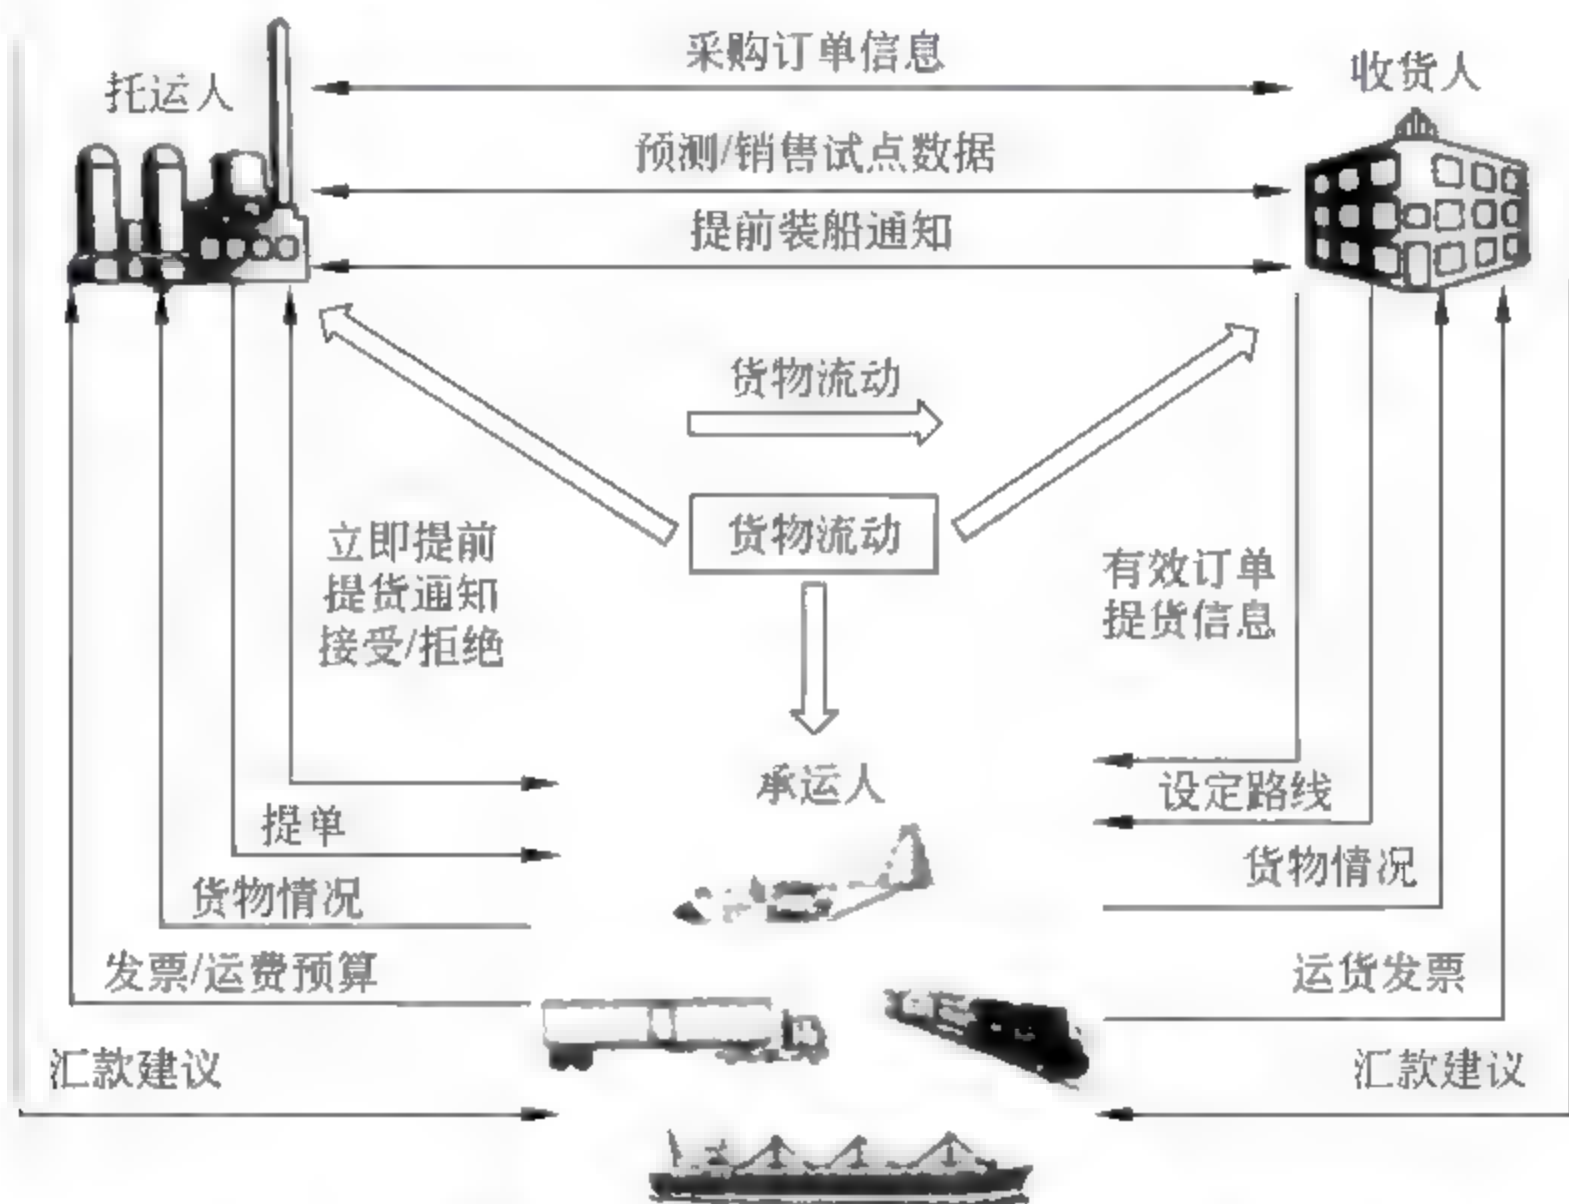 采购订单信息
托运人
收货人
预测/销售试点数据
提前装船通知
货物流动
货物流动
立即提前
提货通知
接受/拒绝
有效订单
提货信息
承运人
设定路线
提单
货物情况
货物情况
发票/运费预算
运货发票
汇款建议
汇款建议